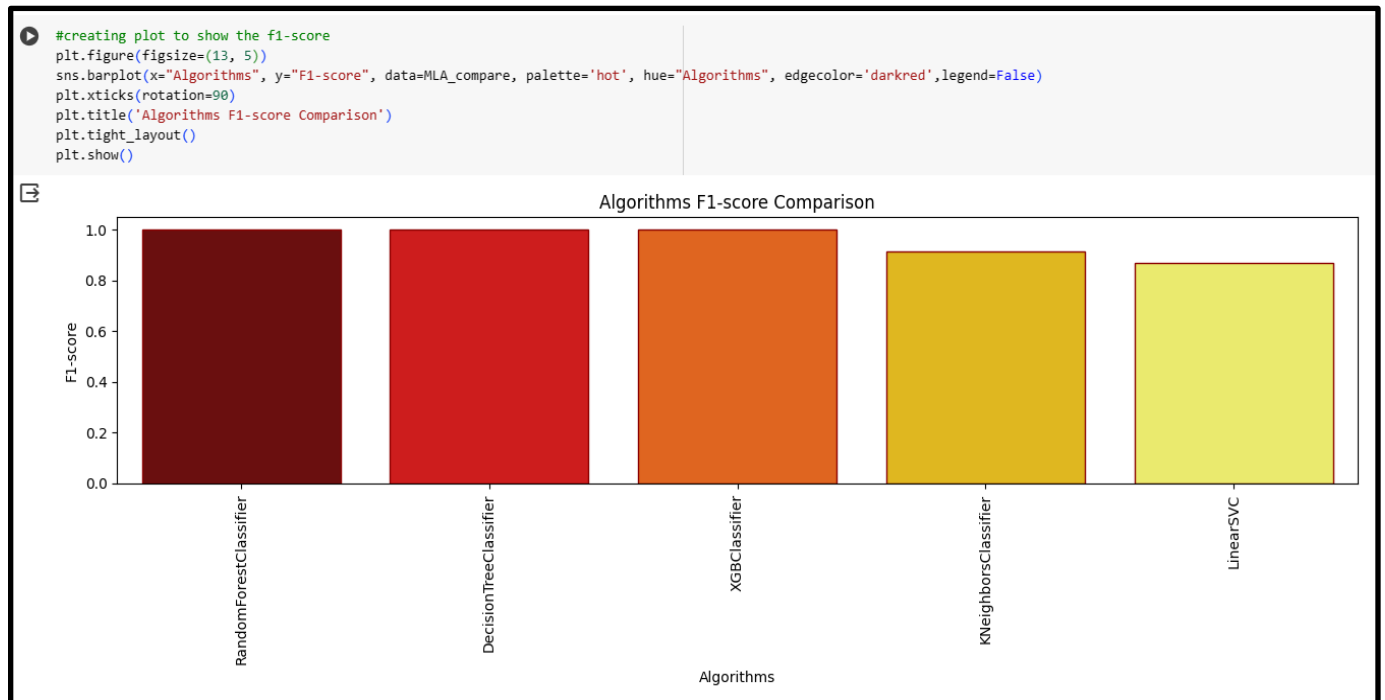 #creating plot to show the f1-score
plt.figure(figsize=(13, 5))
sns.barplot(x="Algorithms", y="F1-score", data=MLA_compare, palette='hot', hue="Algorithms", edgecolor='darkred',legend=False)
plt.xticks(rotation=90)
plt.title('Algorithms F1-score Comparison')
plt.tight_layout()
plt.show()
Algorithms F1-score Comparison
F1-score
1.0
0.8
0.6
0.4
0.2
0.0
RandomForestClassifier
DecisionTreeClassifier
XGBClassifier
KNeighborsClassifier
LinearSVC
Algorithms